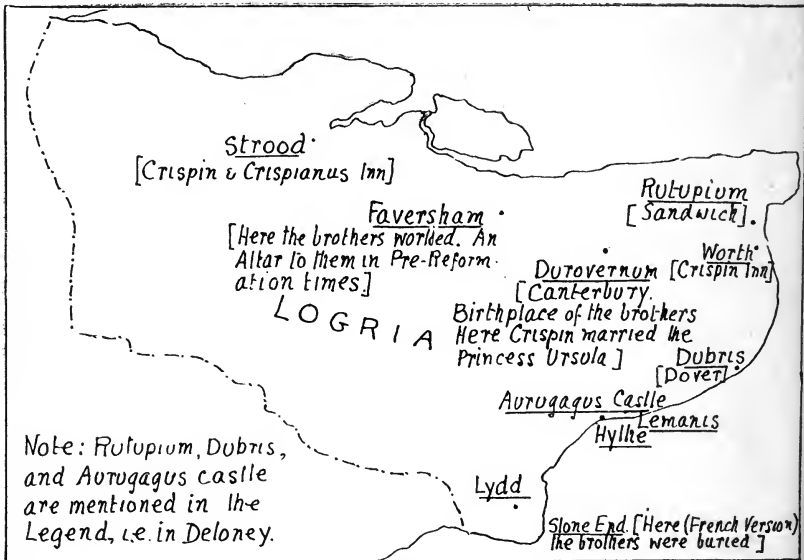 Strood
[Crispin & Crispianus Inn]
Faversham
[Here the brothers worked. An
Altar to them in Pre-Reform-
ation times]
LOGRIA
Rutupium
[Sandwich]
Worth
[Crispin Inn]
Durovernum
[Canterbury.
Birthplace of the brothers
Here Crispin married the
Princess Ursula]
Dubris
[Dover]
Aurugagus Castle
Lemanis
Hythe
Lydd
Stone End. [Here (French Version)
the brothers were buried]
Note: Rutupium, Dubris,
and Aurugagus castle
are mentioned in the
Legend, i.e. in Deloney.